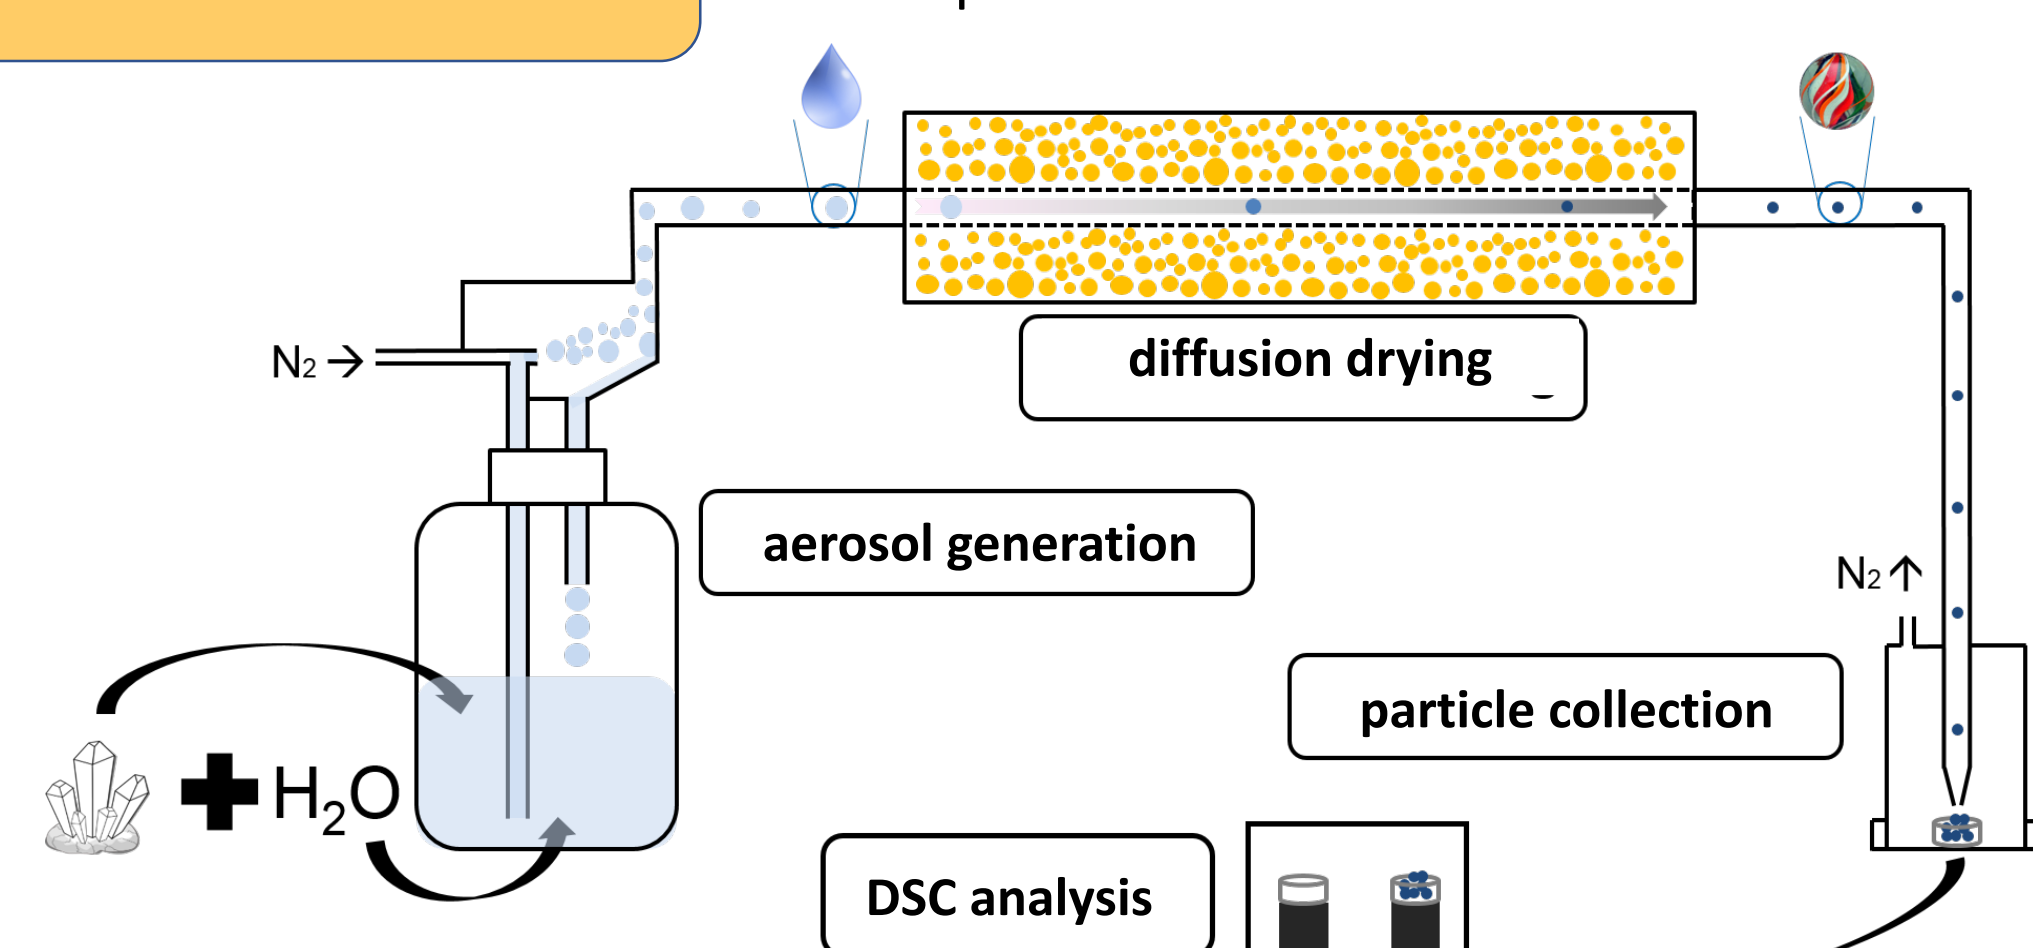 N₂ →
diffusion drying
aerosol generation
N₂ ↑
particle collection
+ H₂O
DSC analysis